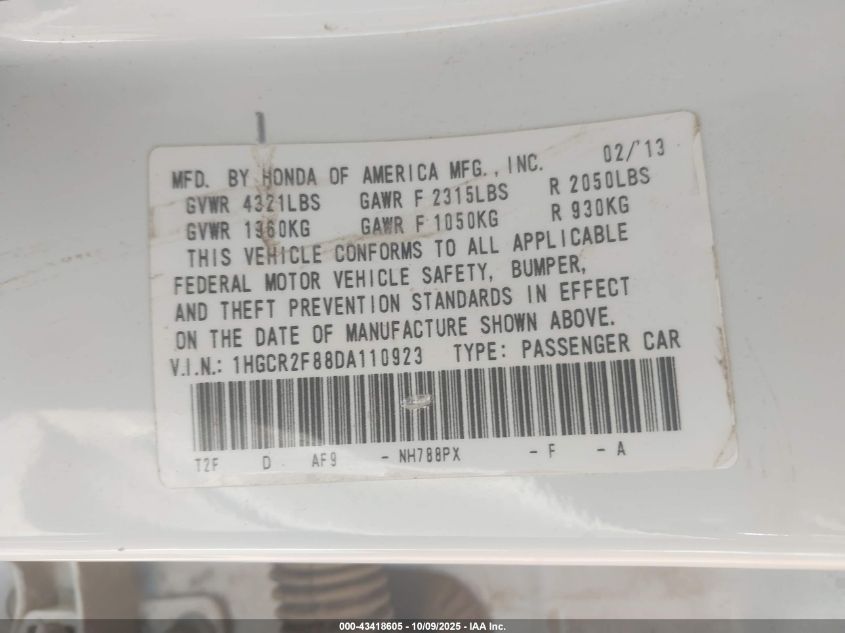 MFD. BY HONDA OF AMERICA MFG., INC. 02/'13
GVWR 4321LBS GAWR F 2315LBS R 2050LBS
GVWR 1960KG GAWR F 1050KG R 930KG
THIS VEHICLE CONFORMS TO ALL APPLICABLE
FEDERAL MOTOR VEHICLE SAFETY, BUMPER,
AND THEFT PREVENTION STANDARDS IN EFFECT
ON THE DATE OF MANUFACTURE SHOWN ABOVE.
V.I.N.: 1HGCR2F88DA110923 TYPE: PASSENGER CAR
T2F D AF9 - NH788PX - F - A
000-43418605 - 10/09/2025 - IAA Inc.